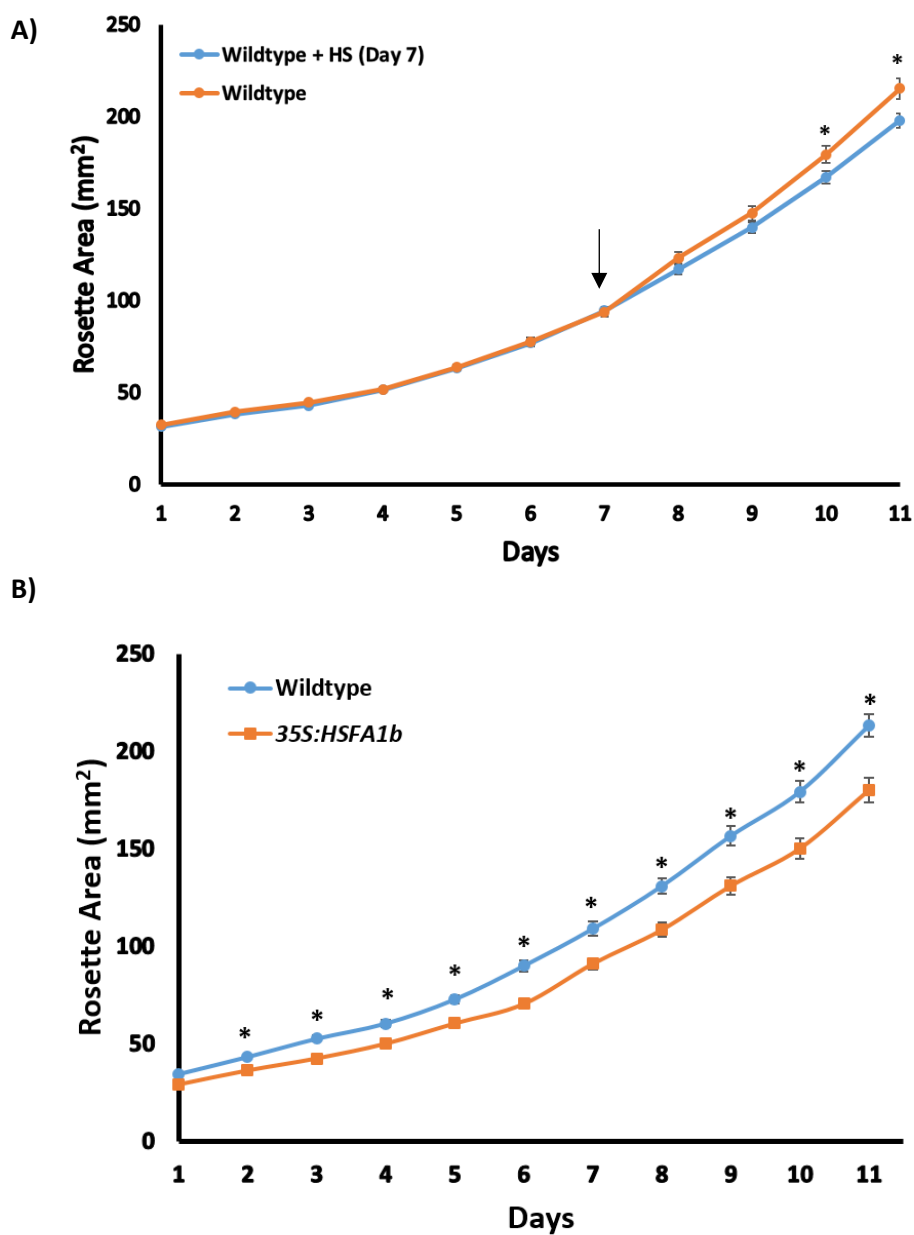 A)
Wildtype + HS (Day 7)
Wildtype
Rosette Area (mm²)
250
200
150
100
50
0
* *
1 2 3 4 5 6 7 8 9 10 11
Days
B)
Wildtype
35S:HSFA1b
Rosette Area (mm²)
250
200
150
100
50
0
* * * * * * * * * *
1 2 3 4 5 6 7 8 9 10 11
Days